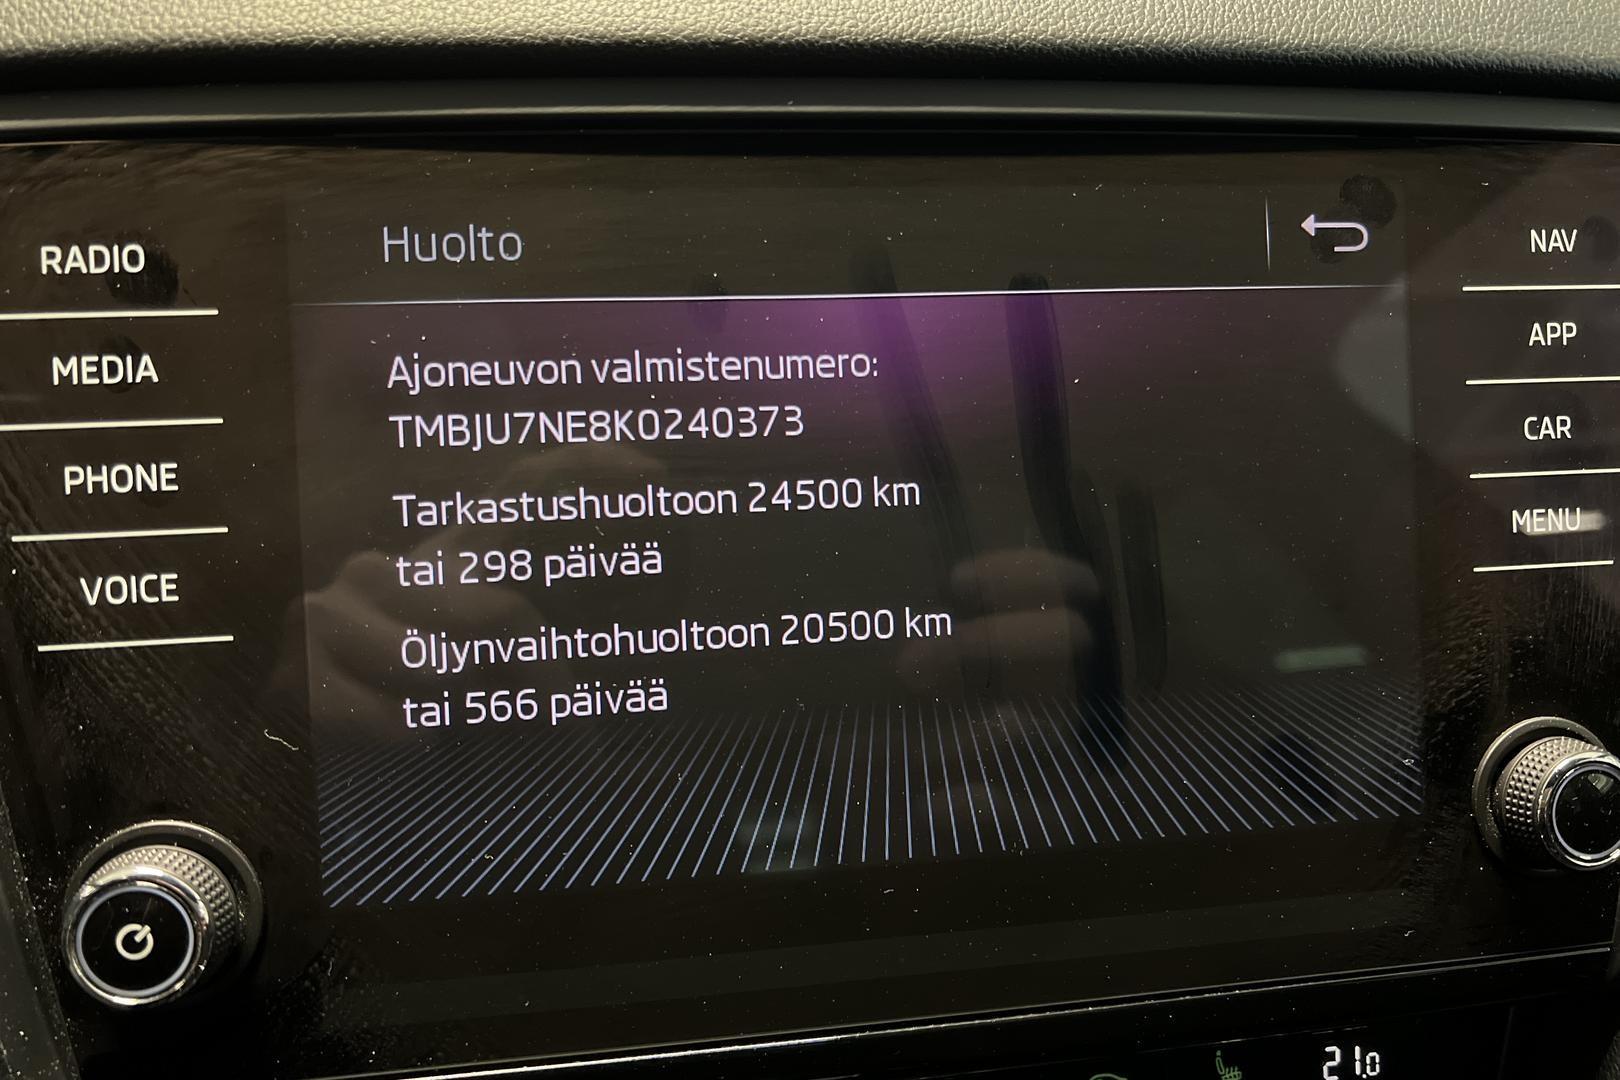 Huolto
RADIO
MEDIA
PHONE
VOICE
Ajoneuvon valmistenumero:
TMBJU7NE8K0240373
Tarkastushuoltoon 24500 km
tai 298 päivää
Öljynvaihtohuoltoon 20500 km
tai 566 päivää
NAV
APP
CAR
MENU
21.0